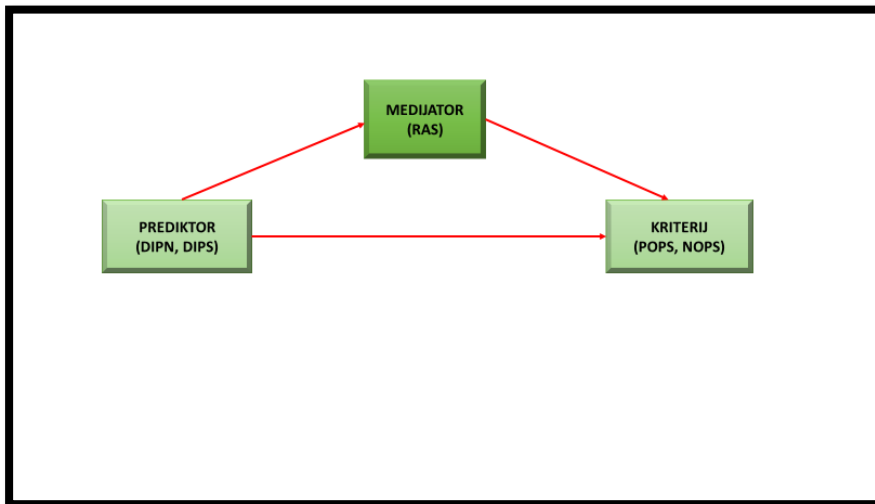 MEDIJATOR
(RAS)
PREDIKTOR
(DIPN, DIPS)
KRITERIJ
(POPS, NOPS)